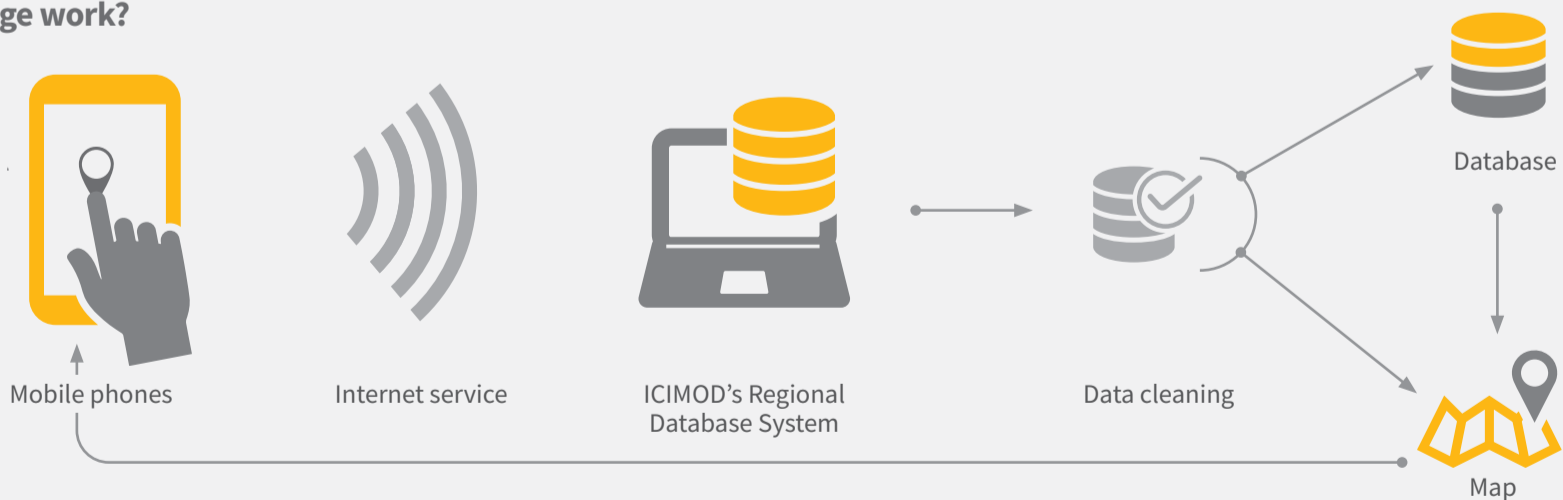 ge work?
Database
Mobile phones
Internet service
ICIMOD's Regional
Database System
Data cleaning
Map